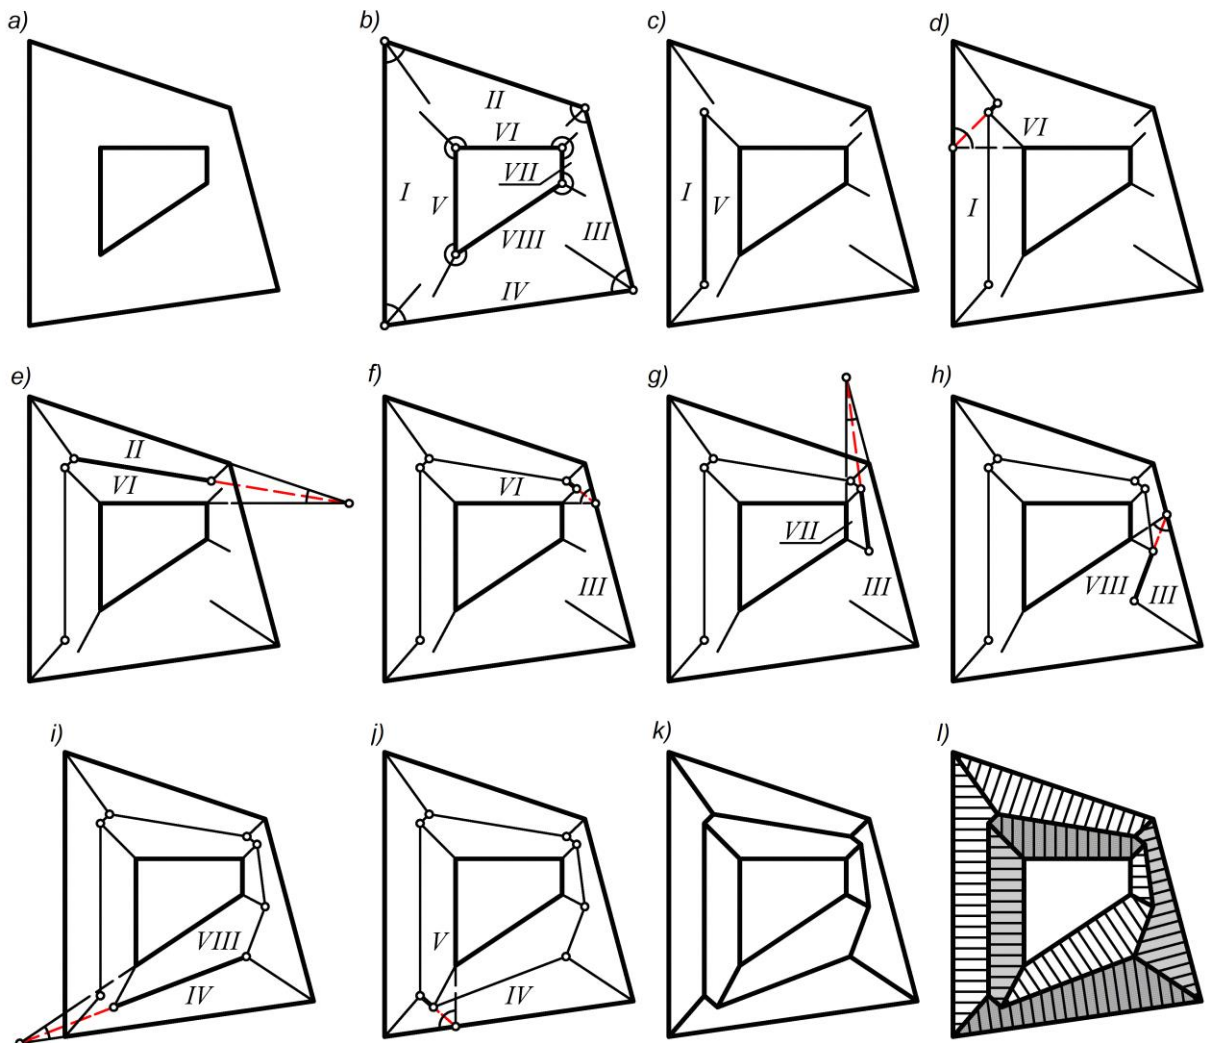 a) b) c) d)
II
VI
VII
I V III
VIII
IV
I V
VI
I
e) f) g) h)
II
VI
VI
III
VII
III
VIII III
i) j) k) l)
VIII
IV
V
IV